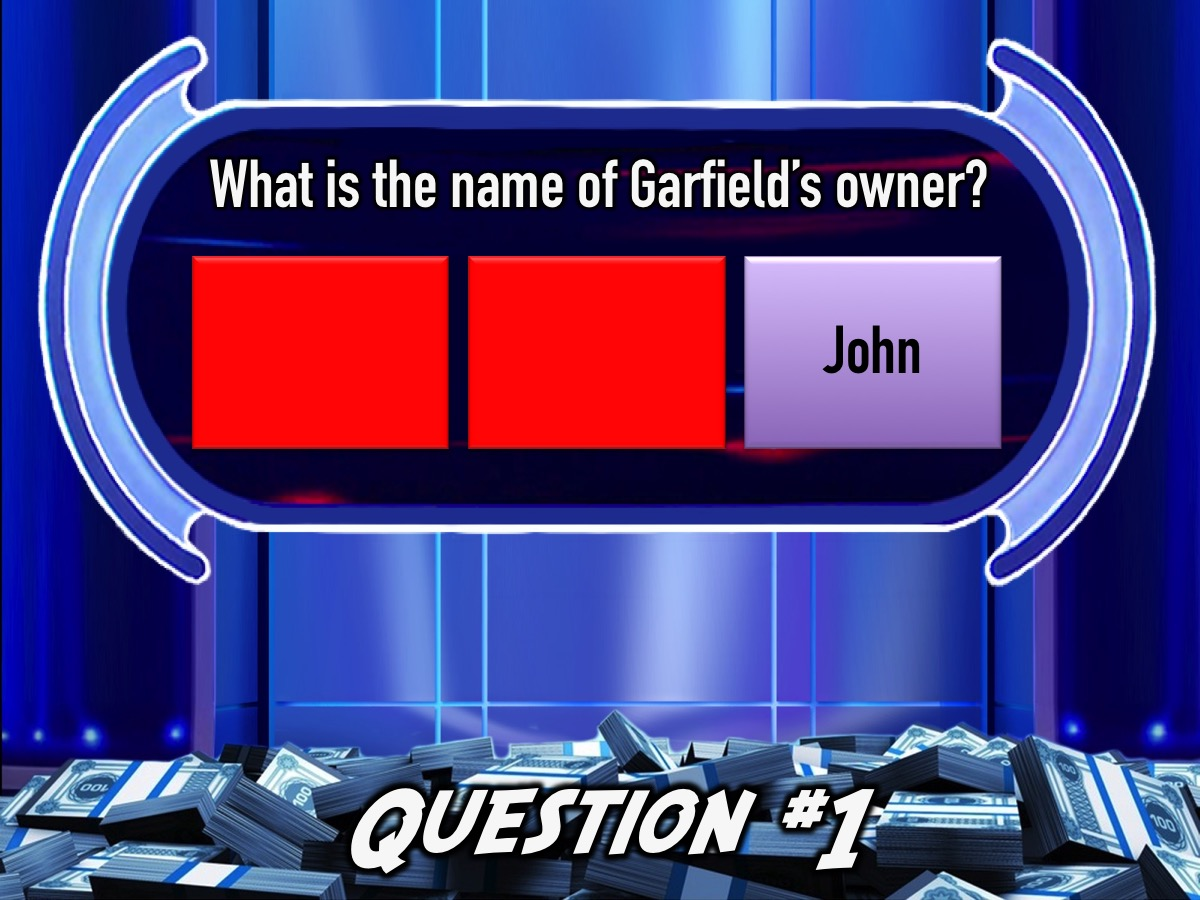 What is the name of Garfield’s owner?
John
QUESTION #1